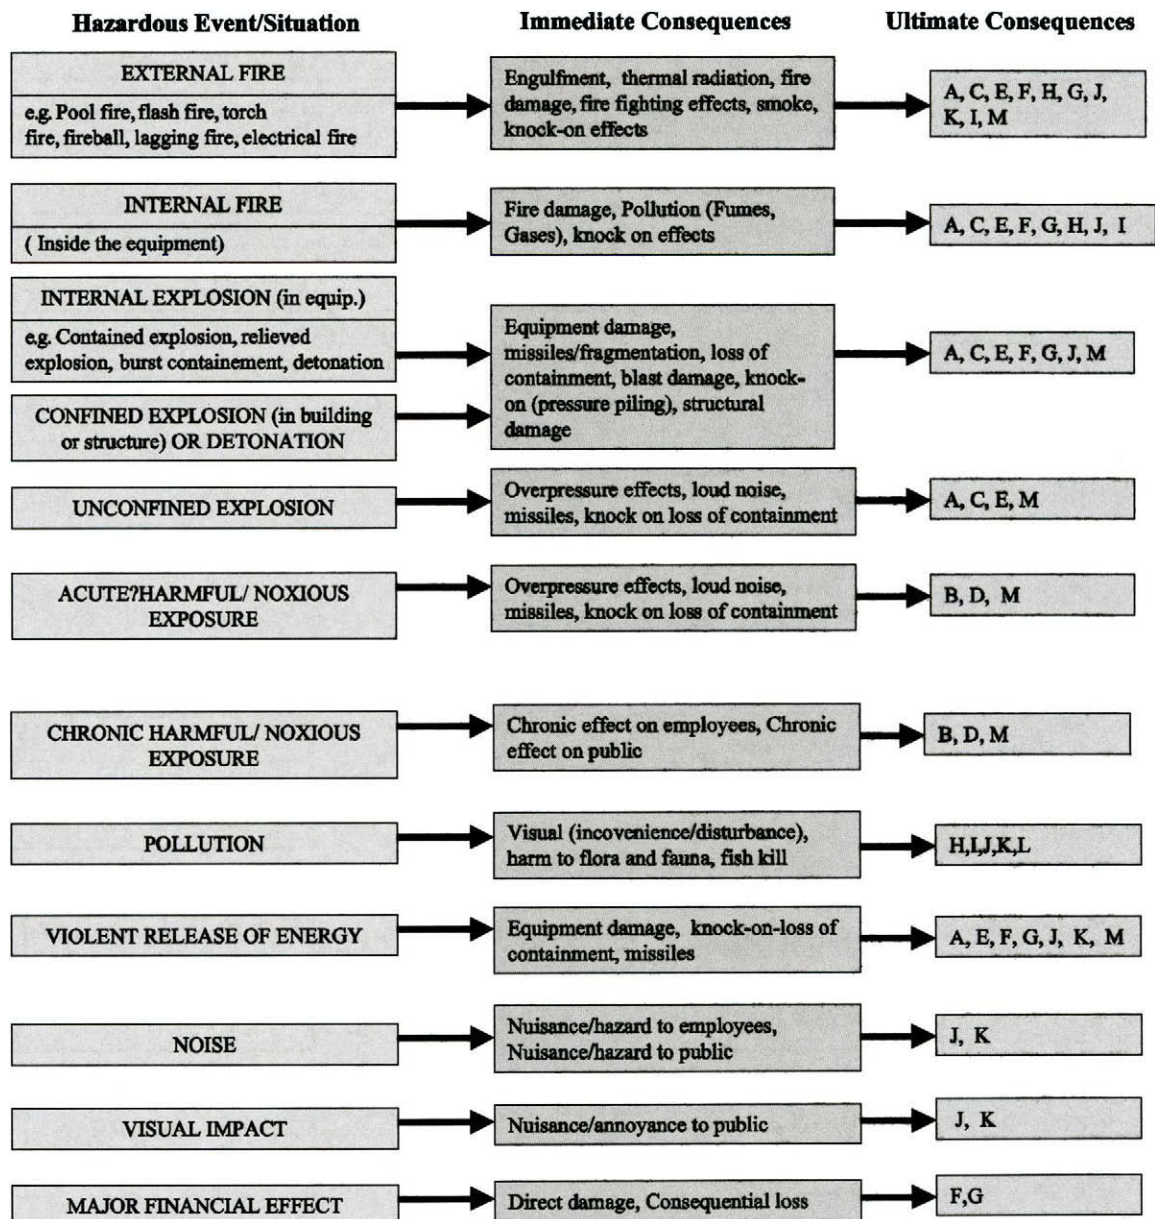 Hazardous Event/Situation
Immediate Consequences
Ultimate Consequences
EXTERNAL FIRE
e.g. Pool fire, flash fire, torch
fire, fireball, lagging fire, electrical fire
Engulfment, thermal radiation, fire
damage, fire fighting effects, smoke,
knock-on effects
A, C, E, F, H, G, J,
K, I, M
INTERNAL FIRE
( Inside the equipment)
Fire damage, Pollution (Fumes,
Gases), knock on effects
A, C, E, F, G, H, J, I
INTERNAL EXPLOSION (in equip.)
e.g. Contained explosion, relieved
explosion, burst containement, detonation
CONFINED EXPLOSION (in building
or structure) OR DETONATION
Equipment damage,
missiles/fragmentation, loss of
containment, blast damage, knock-
on (pressure piling), structural
damage
A, C, E, F, G, J, M
UNCONFINED EXPLOSION
Overpressure effects, loud noise,
missiles, knock on loss of containment
A, C, E, M
ACUTE?HARMFUL/ NOXIOUS
EXPOSURE
Overpressure effects, loud noise,
missiles, knock on loss of containment
B, D, M
CHRONIC HARMFUL/ NOXIOUS
EXPOSURE
Chronic effect on employees, Chronic
effect on public
B, D, M
POLLUTION
Visual (incovenience/disturbance),
harm to flora and fauna, fish kill
H,I,J,K,L
VIOLENT RELEASE OF ENERGY
Equipment damage, knock-on-loss of
containment, missiles
A, E, F, G, J, K, M
NOISE
Nuisance/hazard to employees,
Nuisance/hazard to public
J, K
VISUAL IMPACT
Nuisance/annoyance to public
J, K
MAJOR FINANCIAL EFFECT
Direct damage, Consequential loss
F,G